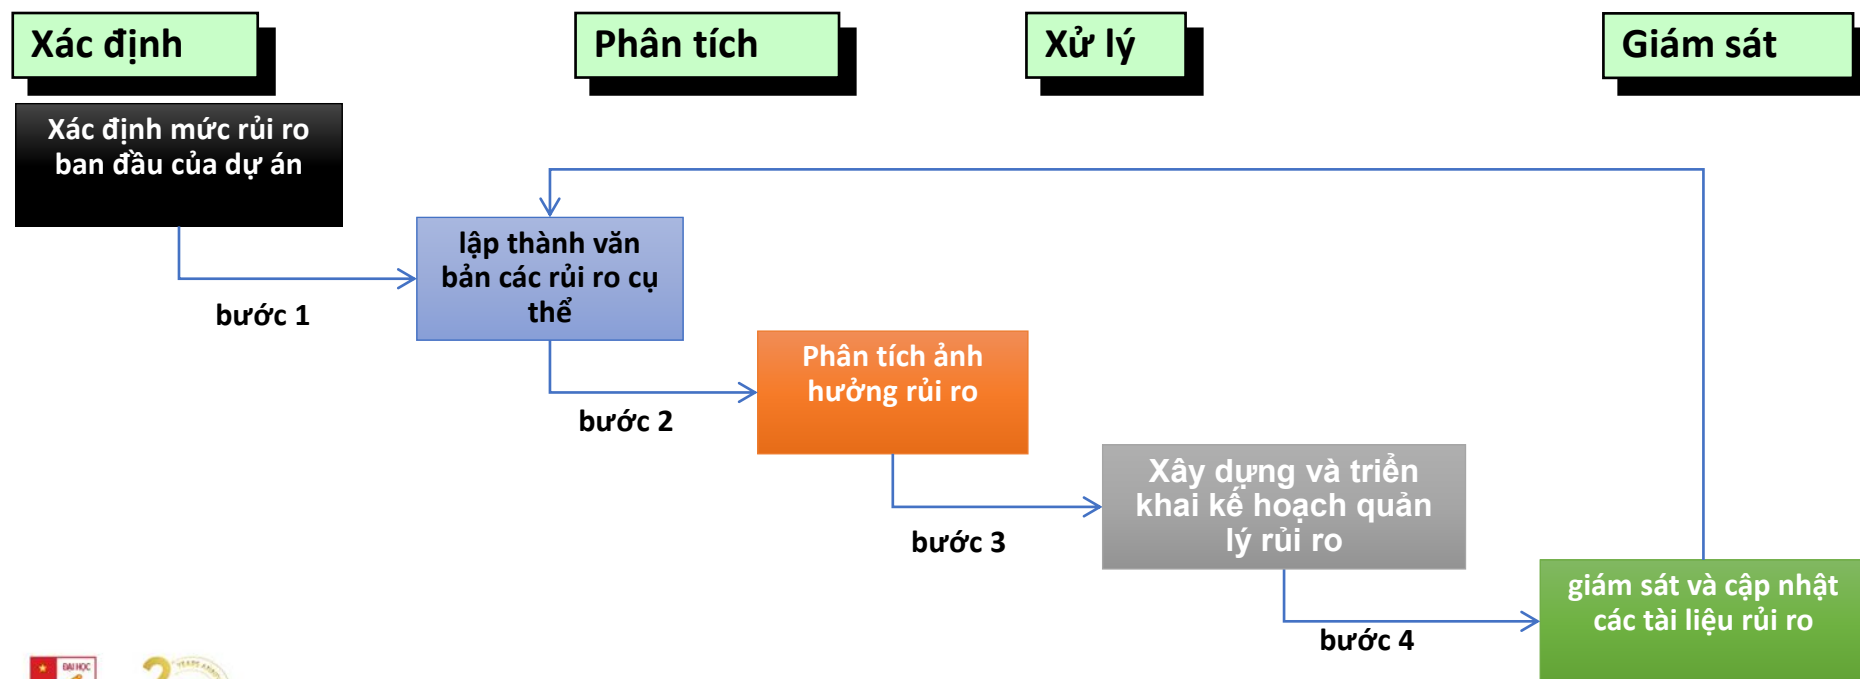 Xác định
Phân tích
Xử lý
Giám sát
Xác định mức rủi ro
ban đầu của dự án
lập thành văn
bản các rủi ro cụ
thể
bước 1
Phân tích ảnh
hưởng rủi ro
bước 2
Xây dựng và triển
khai kế hoạch quản
lý rủi ro
bước 3
giám sát và cập nhật
các tài liệu rủi ro
bước 4
ĐẠI HỌC
YEARS